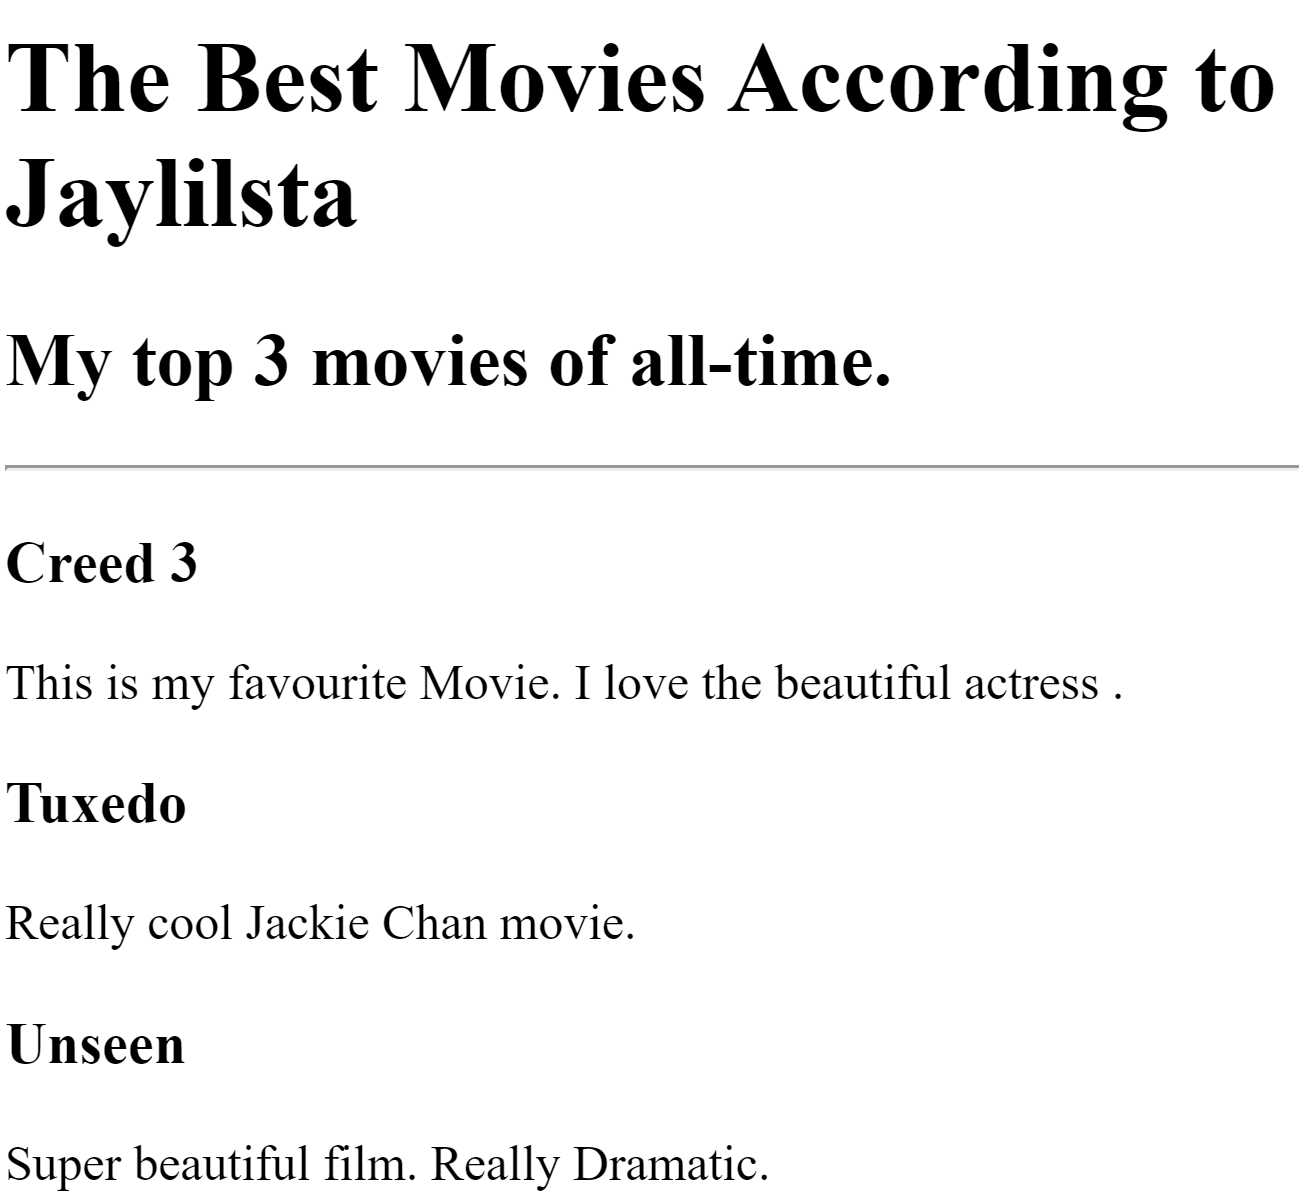 The Best Movies According to
Jaylilsta
My top 3 movies of all-time.
Creed 3
This is my favourite Movie. I love the beautiful actress .
Tuxedo
Really cool Jackie Chan movie.
Unseen
Super beautiful film. Really Dramatic.